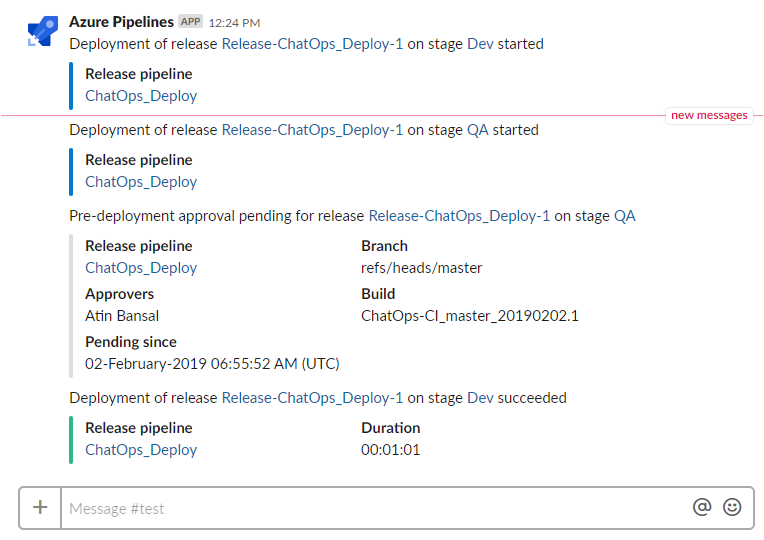 Azure Pipelines APP 12:24 PM
Deployment of release Release-ChatOps_Deploy-1 on stage Dev started
Release pipeline
ChatOps_Deploy
new messages
Deployment of release Release-ChatOps_Deploy-1 on stage QA started
Release pipeline
ChatOps_Deploy
Pre-deployment approval pending for release Release-ChatOps_Deploy-1 on stage QA
Release pipeline Branch
ChatOps_Deploy refs/heads/master
Approvers Build
Atin Bansal ChatOps-CI_master_20190202.1
Pending since
02-February-2019 06:55:52 AM (UTC)
Deployment of release Release-ChatOps_Deploy-1 on stage Dev succeeded
Release pipeline Duration
ChatOps_Deploy 00:01:01
Message #test